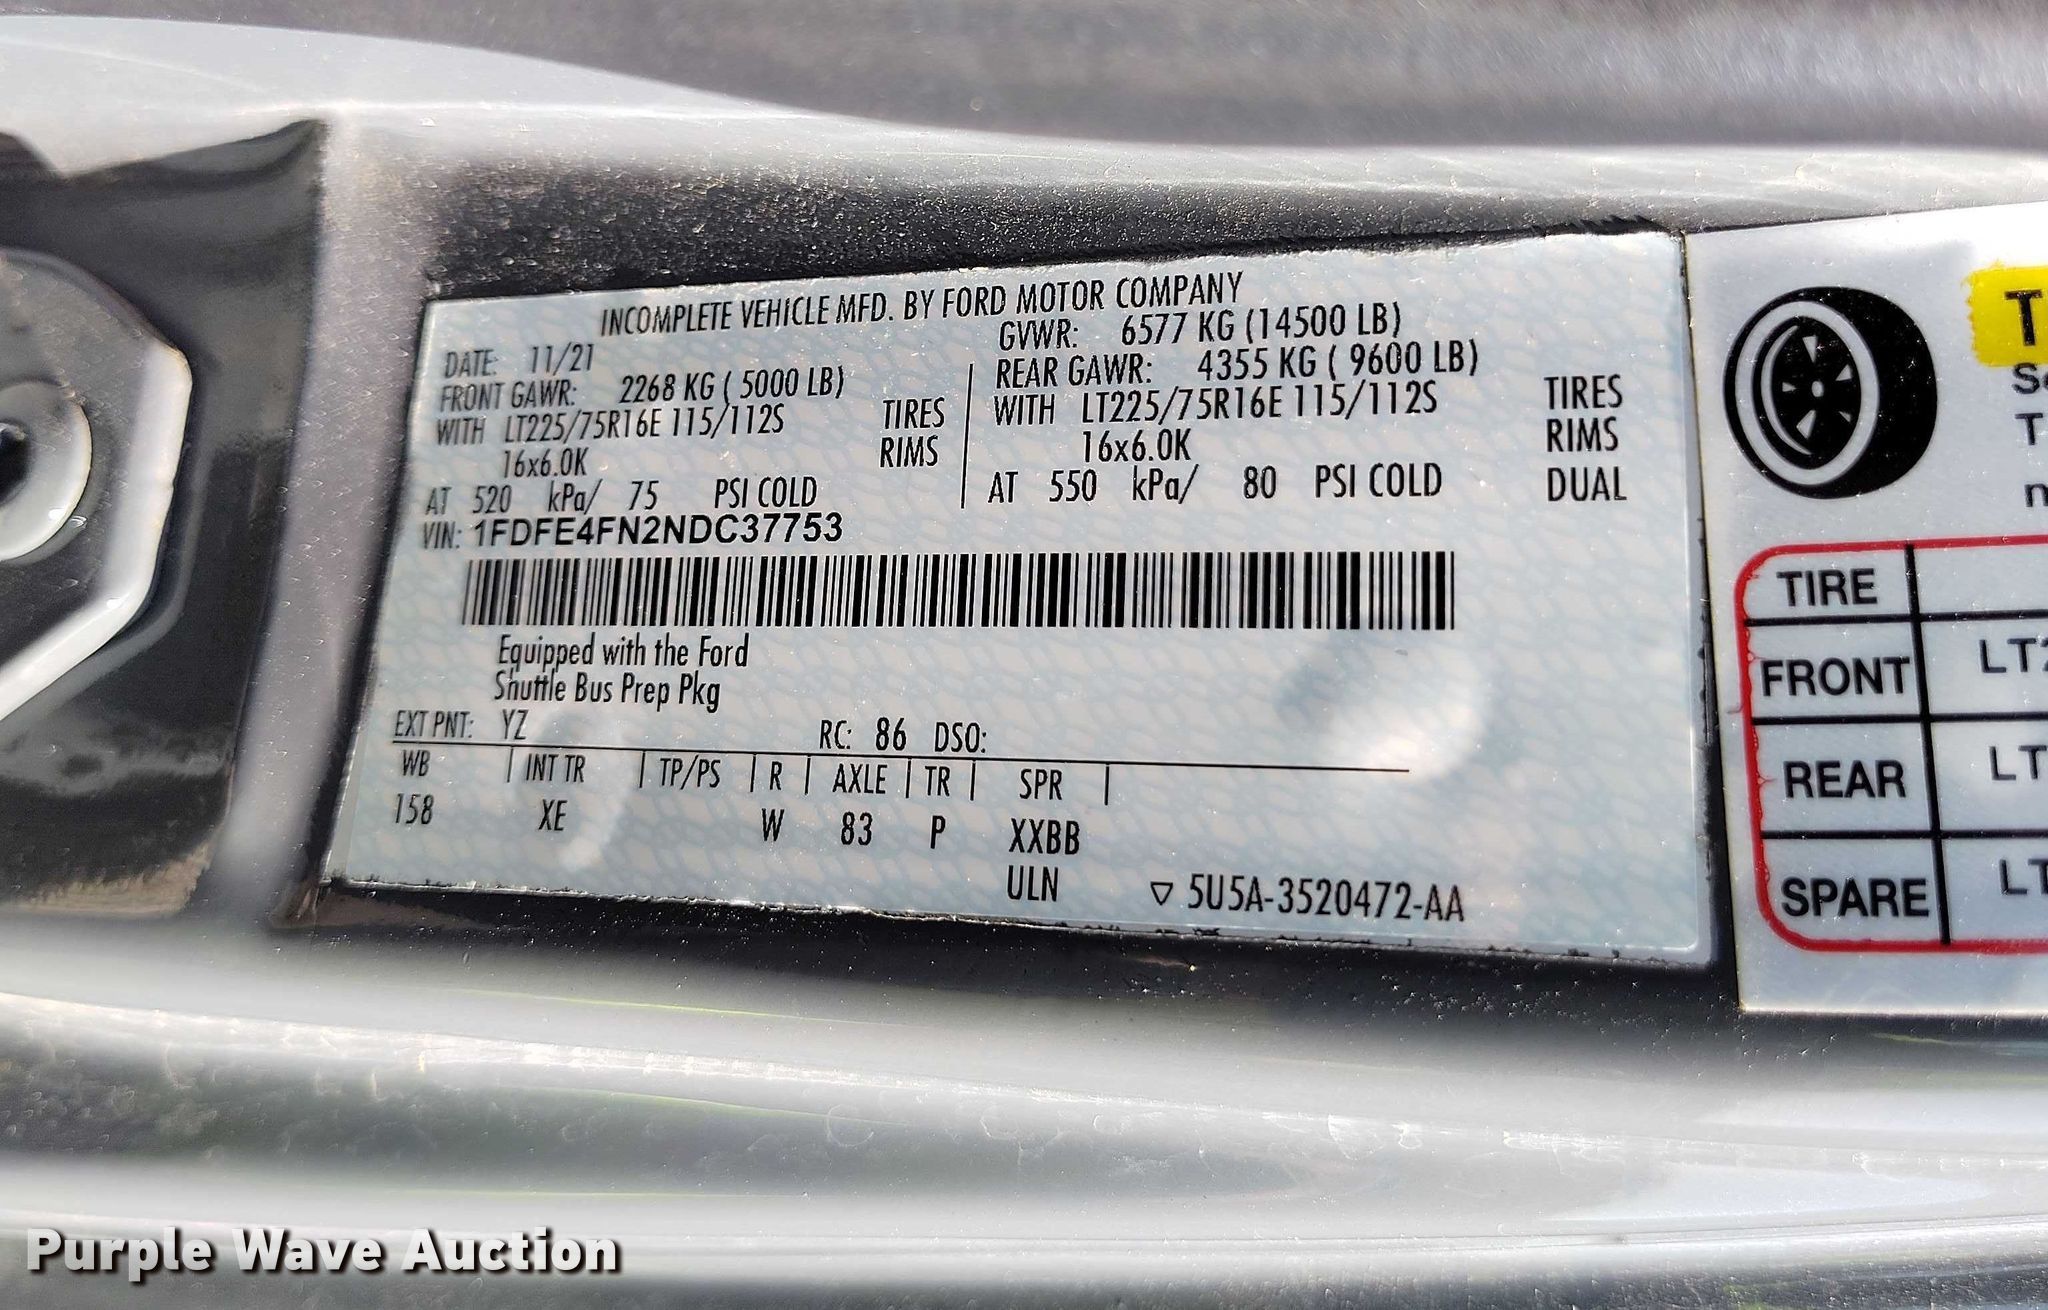 INCOMPLETE VEHICLE MFD. BY FORD MOTOR COMPANY
DATE: 11/21 GVWR: 6577 KG (14500 LB)
FRONT GAWR: 2268 KG ( 5000 LB) REAR GAWR: 4355 KG ( 9600 LB)
WITH LT225/75R16E 115/112S TIRES WITH LT225/75R16E 115/112S TIRES
16x6.0K RIMS 16x6.0K RIMS
AT 520 kPa/ 75 PSI COLD AT 550 kPa/ 80 PSI COLD DUAL
VIN: 1FDFE4FN2NDC37753
Equipped with the Ford
Shuttle Bus Prep Pkg
EXT PNT: YZ RC: 86 DSO:
WB INT TR TP/PS R AXLE TR SPR
158 XE W 83 P XXBB
ULN 5U5A-3520472-AA
TIRE
FRONT LT2
REAR LT
SPARE LT
Purple Wave Auction